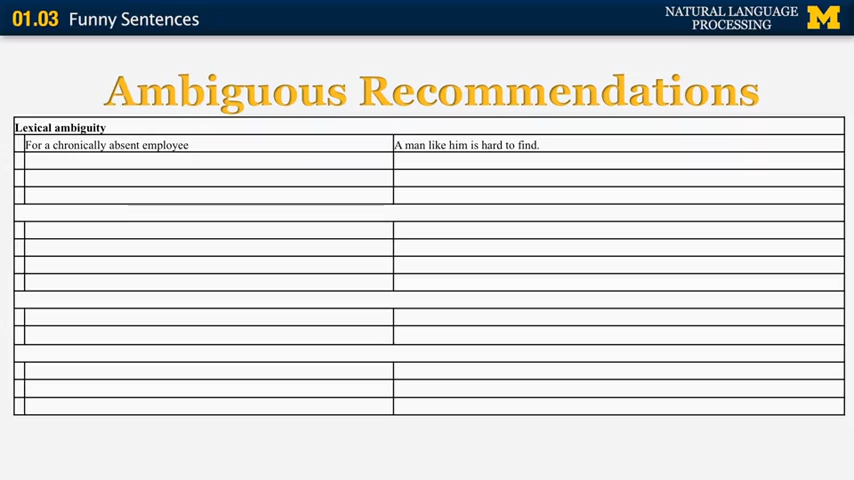 01.03 Funny Sentences
NATURAL LANGUAGE
PROCESSING
M
Ambiguous Recommendations
Lexical ambiguity
For a chronically absent employee A man like him is hard to find.